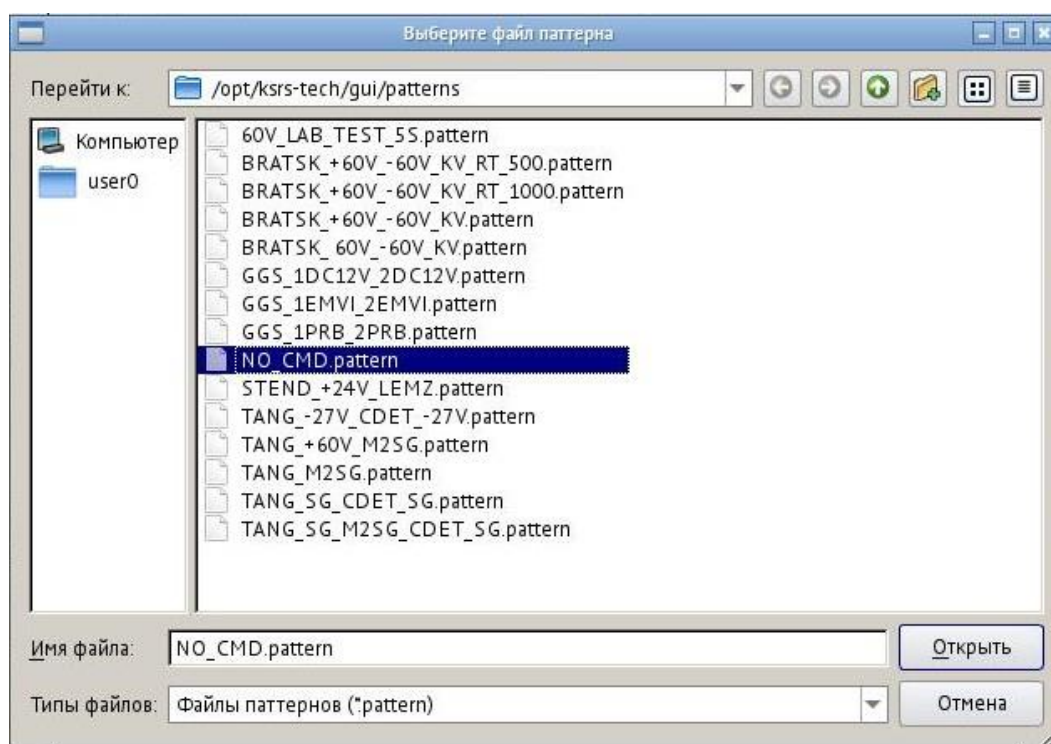 Выберите файл паттерна
Перейти к: /opt/ksrs-tech/gui/patterns
Компьютер
user0
60V_LAB_TEST_5S.pattern
BRATSK_+60V_-60V_KV_RT_500.pattern
BRATSK_+60V_-60V_KV_RT_1000.pattern
BRATSK_+60V_-60V_KV.pattern
BRATSK_ 60V_-60V_KV.pattern
GGS_1DC12V_2DC12V.pattern
GGS_1EMVI_2EMVI.pattern
GGS_1PRB_2PRB.pattern
NO_CMD.pattern
STEND_+24V_LEMZ.pattern
TANG_-27V_CDET_-27V.pattern
TANG_+60V_M2SG.pattern
TANG_M2SG.pattern
TANG_SG_CDET_SG.pattern
TANG_SG_M2SG_CDET_SG.pattern
Имя файла: NO_CMD.pattern Открыть
Типы файлов: Файлы паттернов (*.pattern) Отмена